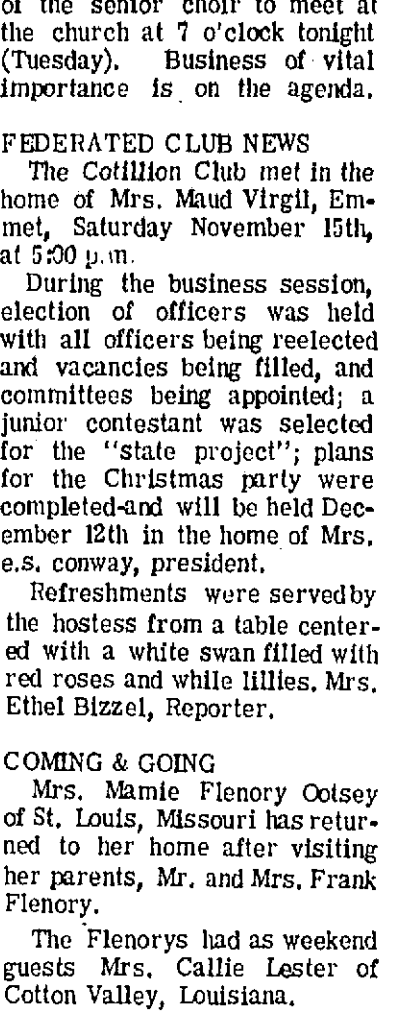 of the senior choir to meet at
the church at 7 o'clock tonight
(Tuesday). Business of vital
importance is on the agenda.
FEDERATED CLUB NEWS
The Cotillion Club met in the
home of Mrs. Maud Virgil, Em-
met, Saturday November 15th,
at 5:00 p.m.
During the business session,
election of officers was held
with all officers being reelected
and vacancies being filled, and
committees being appointed; a
junior contestant was selected
for the "state project"; plans
for the Christmas party were
completed-and will be held Dec-
ember 12th in the home of Mrs.
e.s. conway, president.
Refreshments were served by
the hostess from a table center-
ed with a white swan filled with
red roses and while lillies. Mrs.
Ethel Bizzel, Reporter.
COMING & GOING
Mrs. Mamie Flenory Ootsey
of St. Louis, Missouri has retur-
ned to her home after visiting
her parents, Mr. and Mrs. Frank
Flenory.
The Flenorys had as weekend
guests Mrs. Callie Lester of
Cotton Valley, Louisiana.